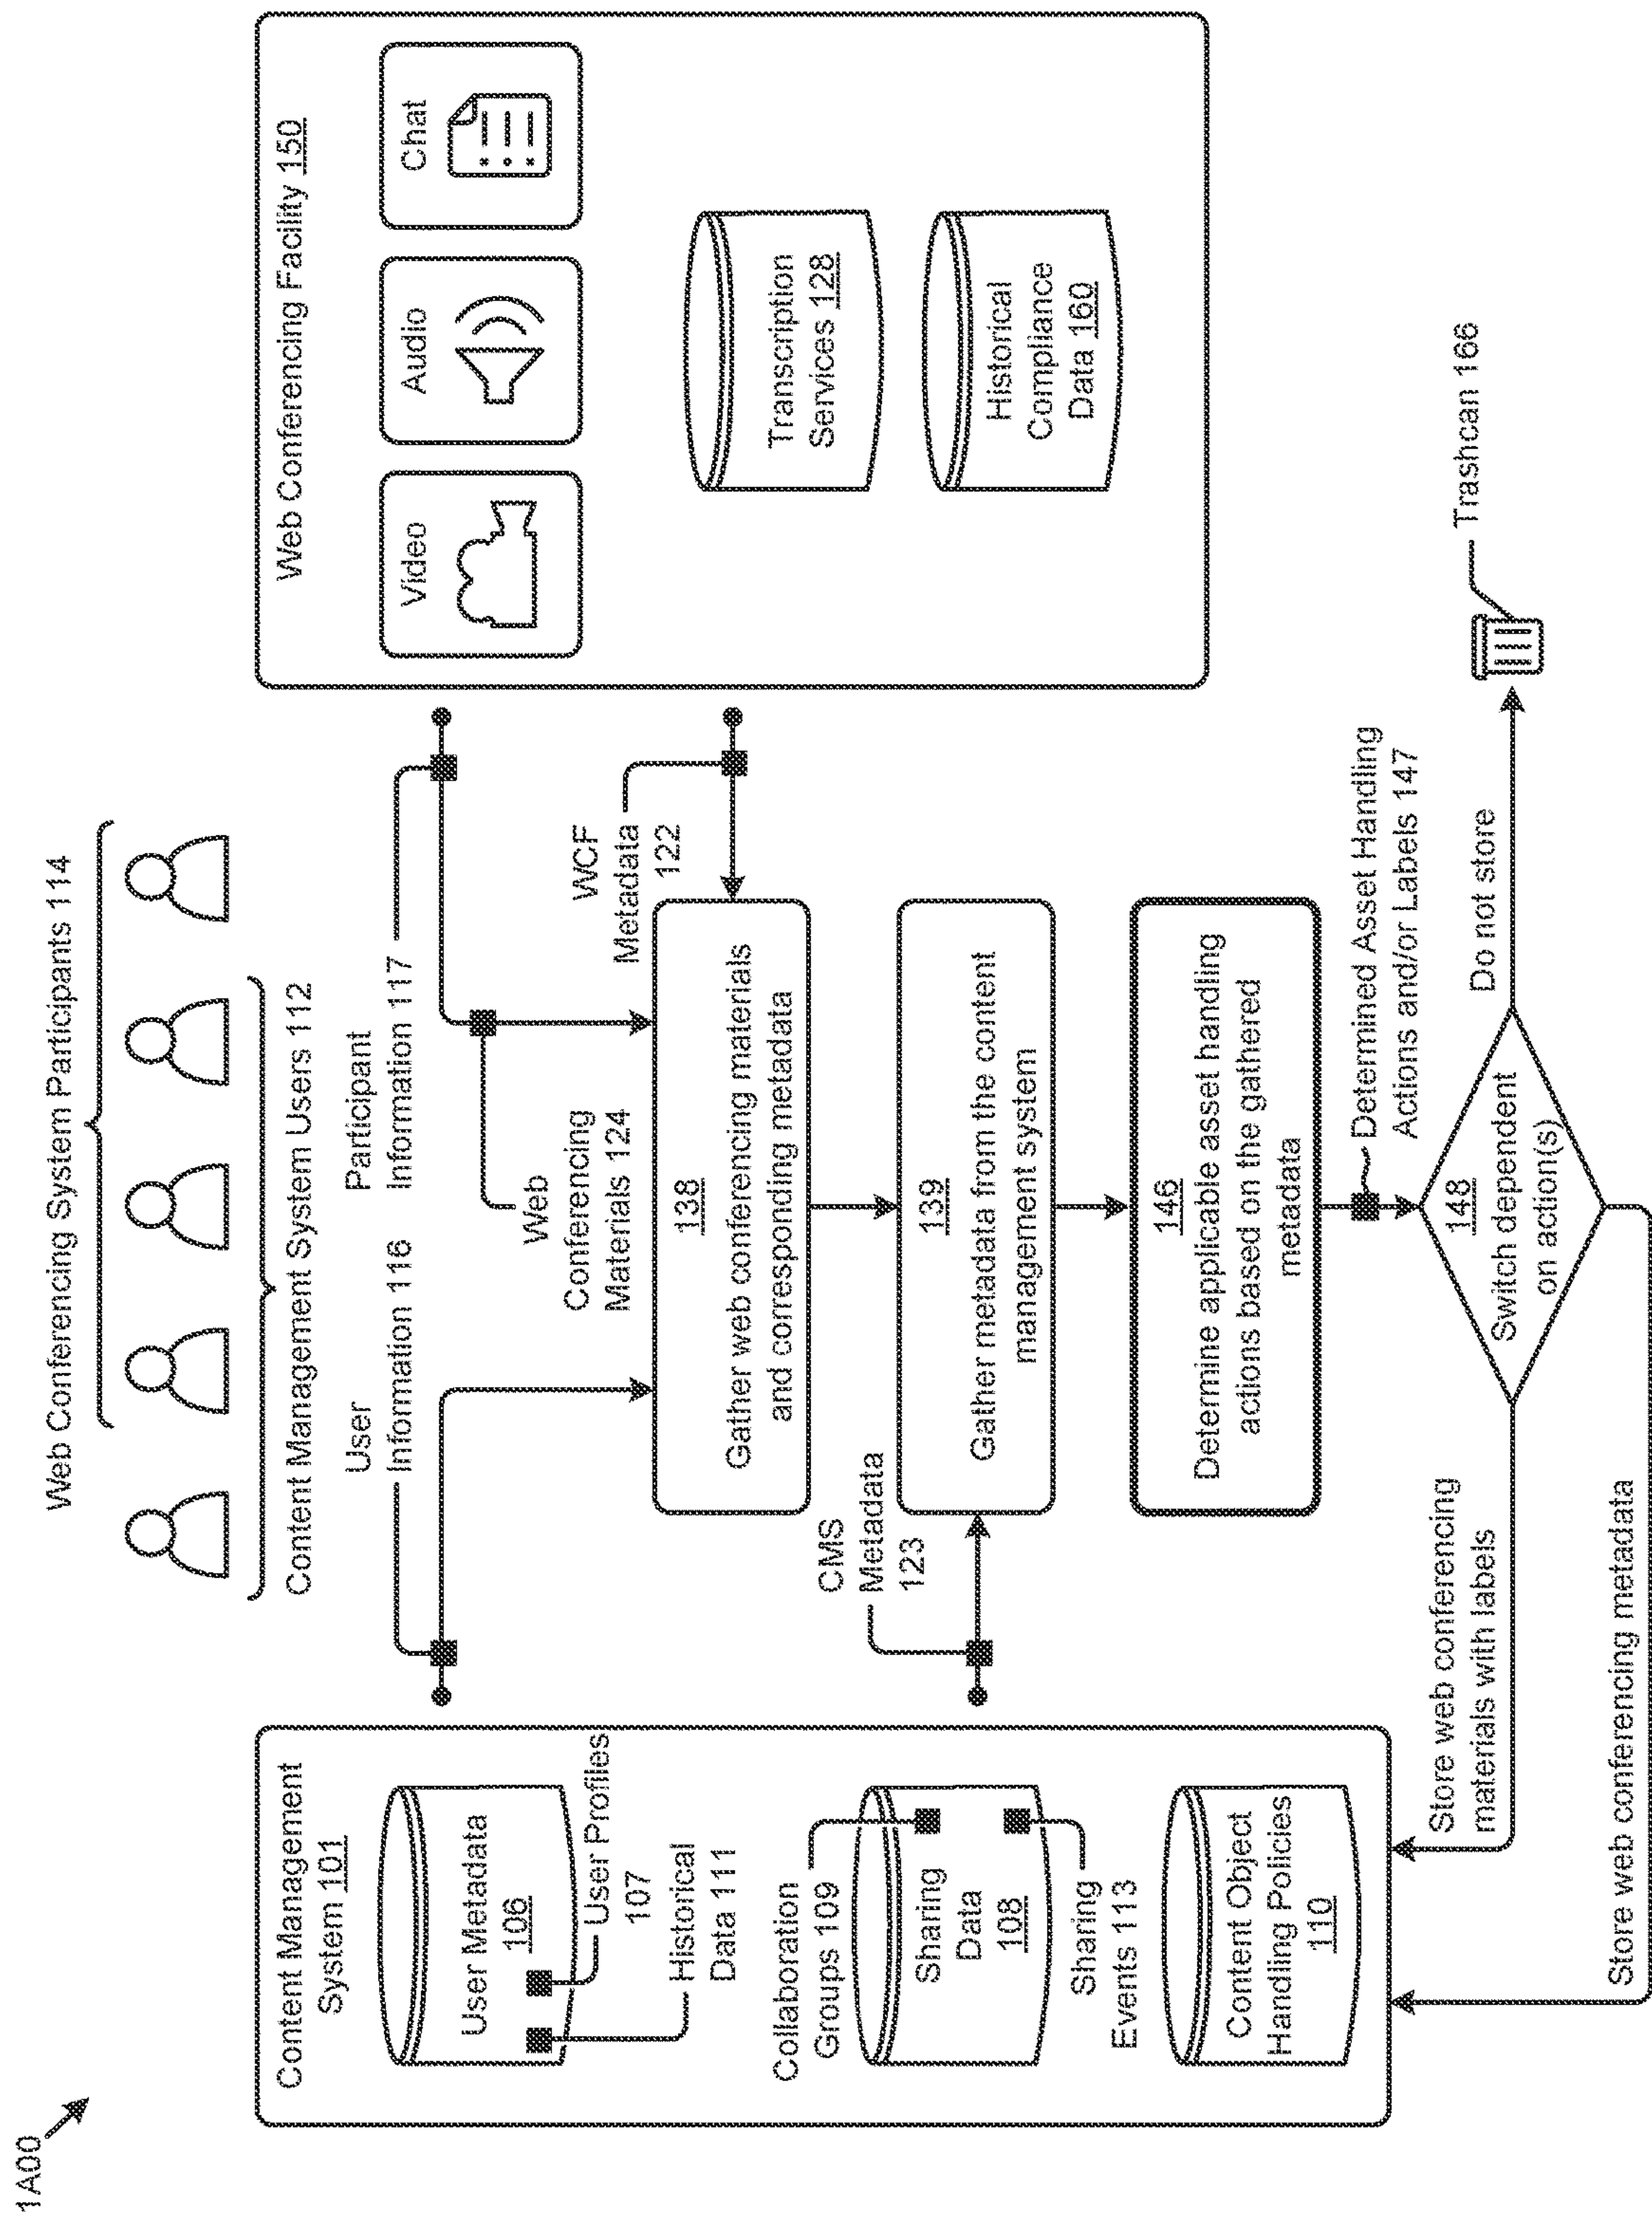 1A00
Web Conferencing System Participants 114
Content Management System Users 112
Content Management
System 101
User Metadata
106
User Profiles
107
Historical
Data 111
Collaboration
Groups 109
Sharing
Data
108
Sharing
Events 113
Content Object
Handling Policies
110
User
Information 116
Participant
Information 117
Web
Conferencing
Materials 124
WCF
Metadata
122
CMS
Metadata
123
138
Gather web conferencing materials
and corresponding metadata
139
Gather metadata from the content
management system
146
Determine applicable asset handling
actions based on the gathered
metadata
Determined Asset Handling
Actions and/or Labels 147
148
Switch dependent
on action(s)
Store web conferencing
materials with labels
Store web conferencing metadata
Do not store
Trashcan 166
Web Conferencing Facility 150
Video
Audio
Chat
Transcription
Services 128
Historical
Compliance
Data 160